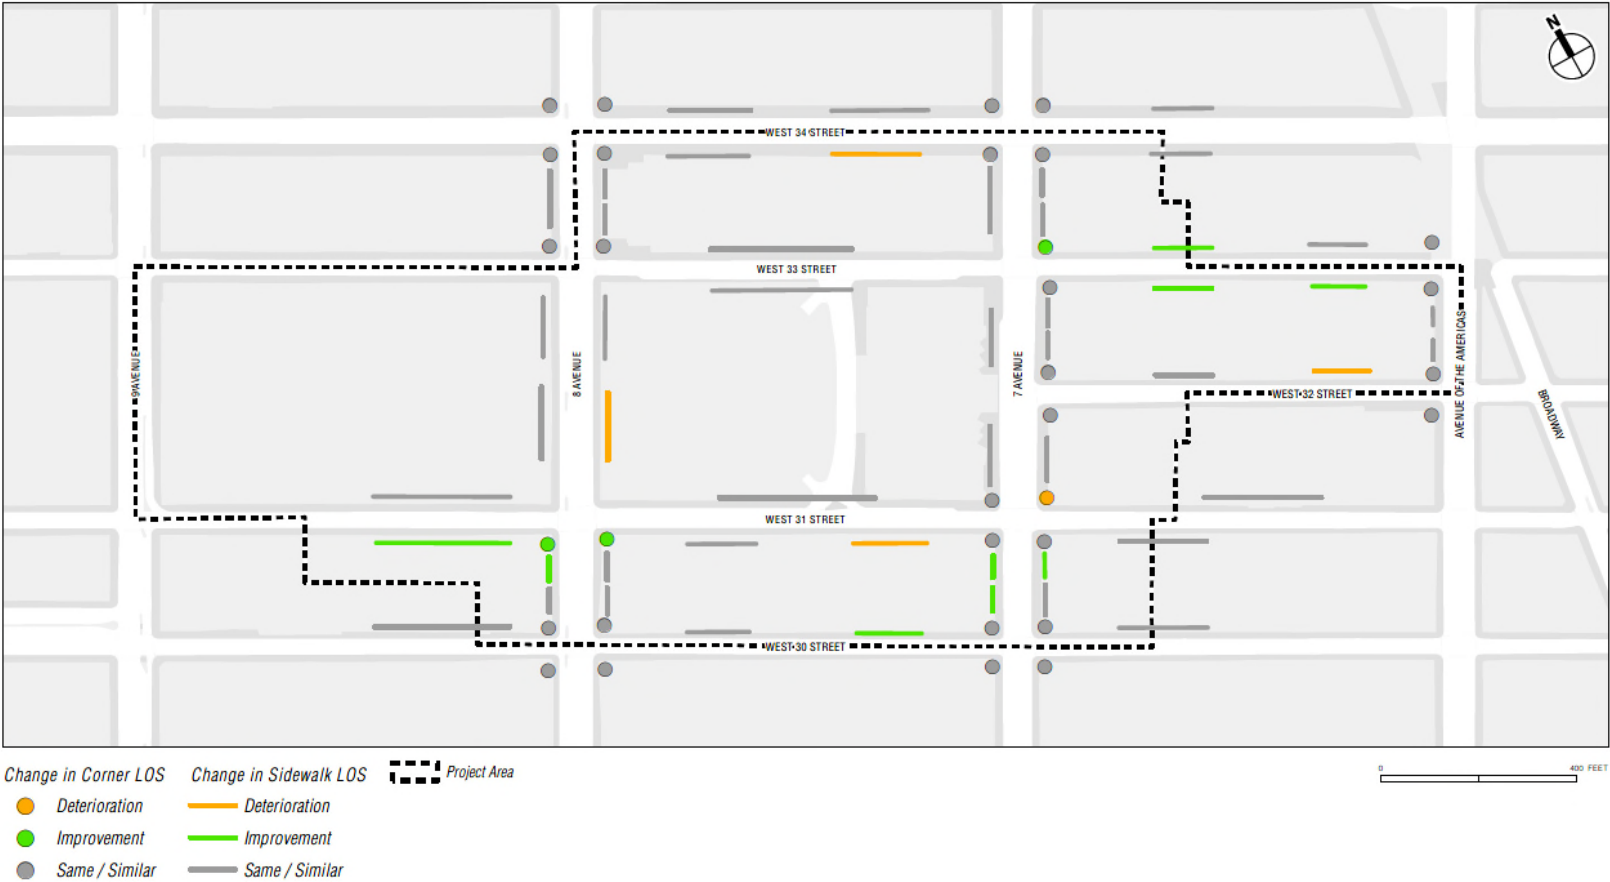 N
WEST 34 STREET
WEST 33 STREET
9 AVENUE
8 AVENUE
7 AVENUE
AVENUE OF THE AMERICAS
BROADWAY
WEST 32 STREET
WEST 31 STREET
WEST 30 STREET
Change in Corner LOS
Change in Sidewalk LOS
Project Area
0
400 FEET
Deterioration
Deterioration
Improvement
Improvement
Same / Similar
Same / Similar